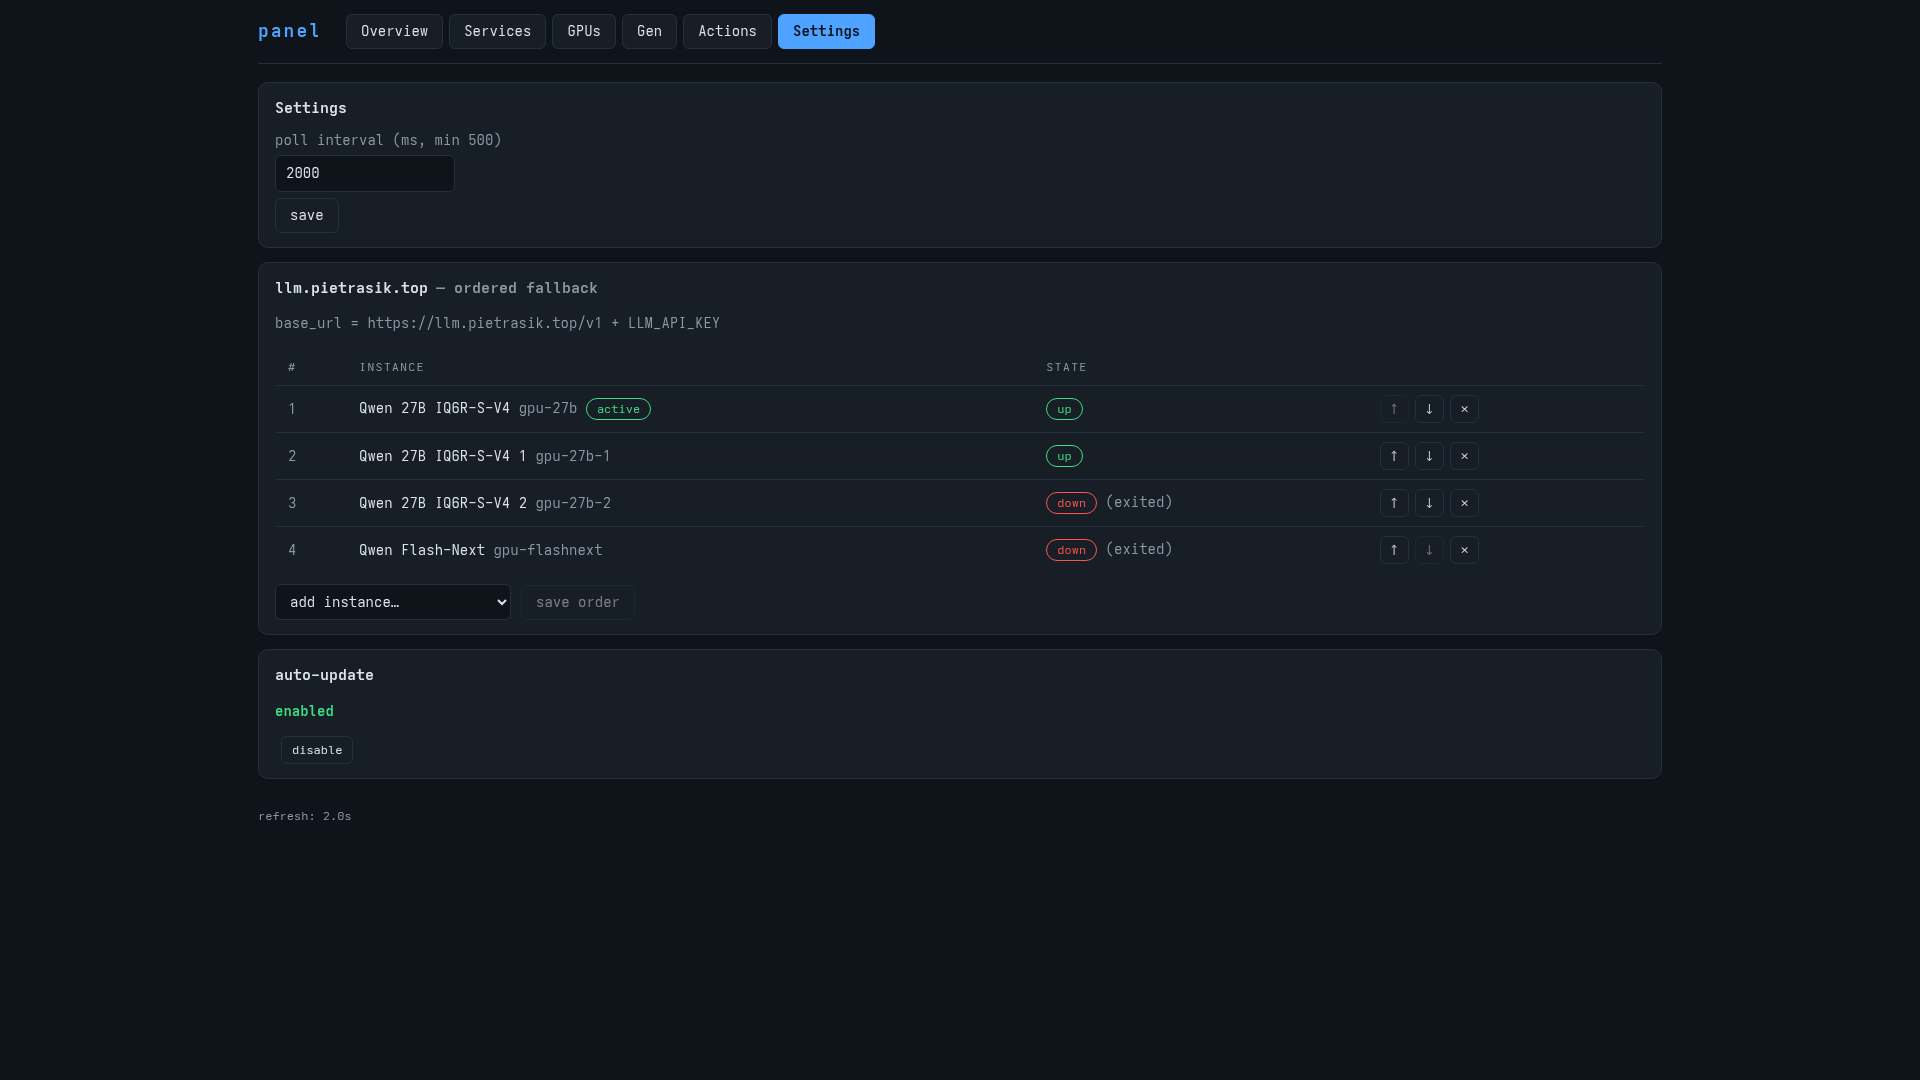 panel Overview Services GPUs Gen Actions Settings
Settings
poll interval (ms, min 500)
2000
save
llm.pietrasik.top — ordered fallback
base_url = https://llm.pietrasik.top/v1 + LLM_API_KEY
# INSTANCE STATE
1 Qwen 27B IQ6R-S-V4 gpu-27b active up ↑ ↓ ×
2 Qwen 27B IQ6R-S-V4 1 gpu-27b-1 up ↑ ↓ ×
3 Qwen 27B IQ6R-S-V4 2 gpu-27b-2 down (exited) ↑ ↓ ×
4 Qwen Flash-Next gpu-flashnext down (exited) ↑ ↓ ×
add instance… save order
auto-update
enabled
disable
refresh: 2.0s